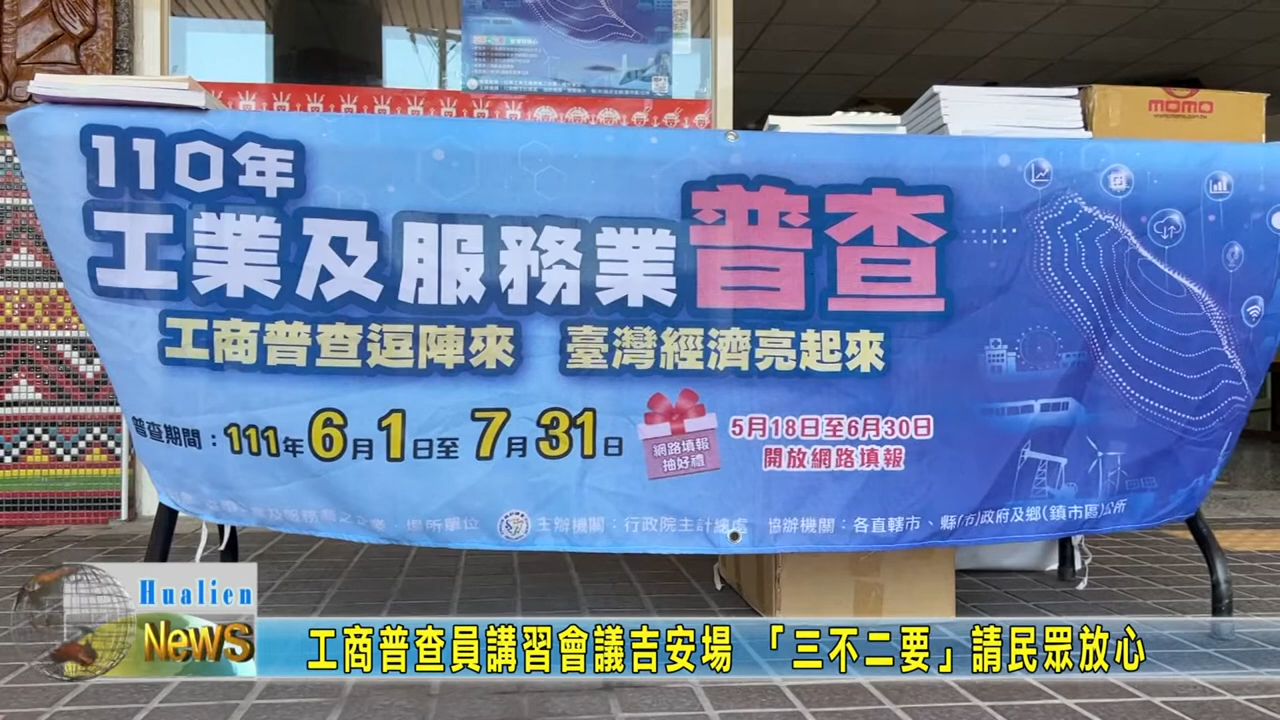 MOMO
110年
工業及服務業普查
工商普查逗陣來 臺灣經濟亮起來
普查期間：111年6月1日至7月31日
網路填報
抽好禮
5月18日至6月30日
開放網路填報
主辦機關：行政院主計總處 協辦機關：各直轄市、縣(市)政府及鄉(鎮市區)公所
Hualien
News
工商普查員講習會議吉安場 「三不二要」請民眾放心